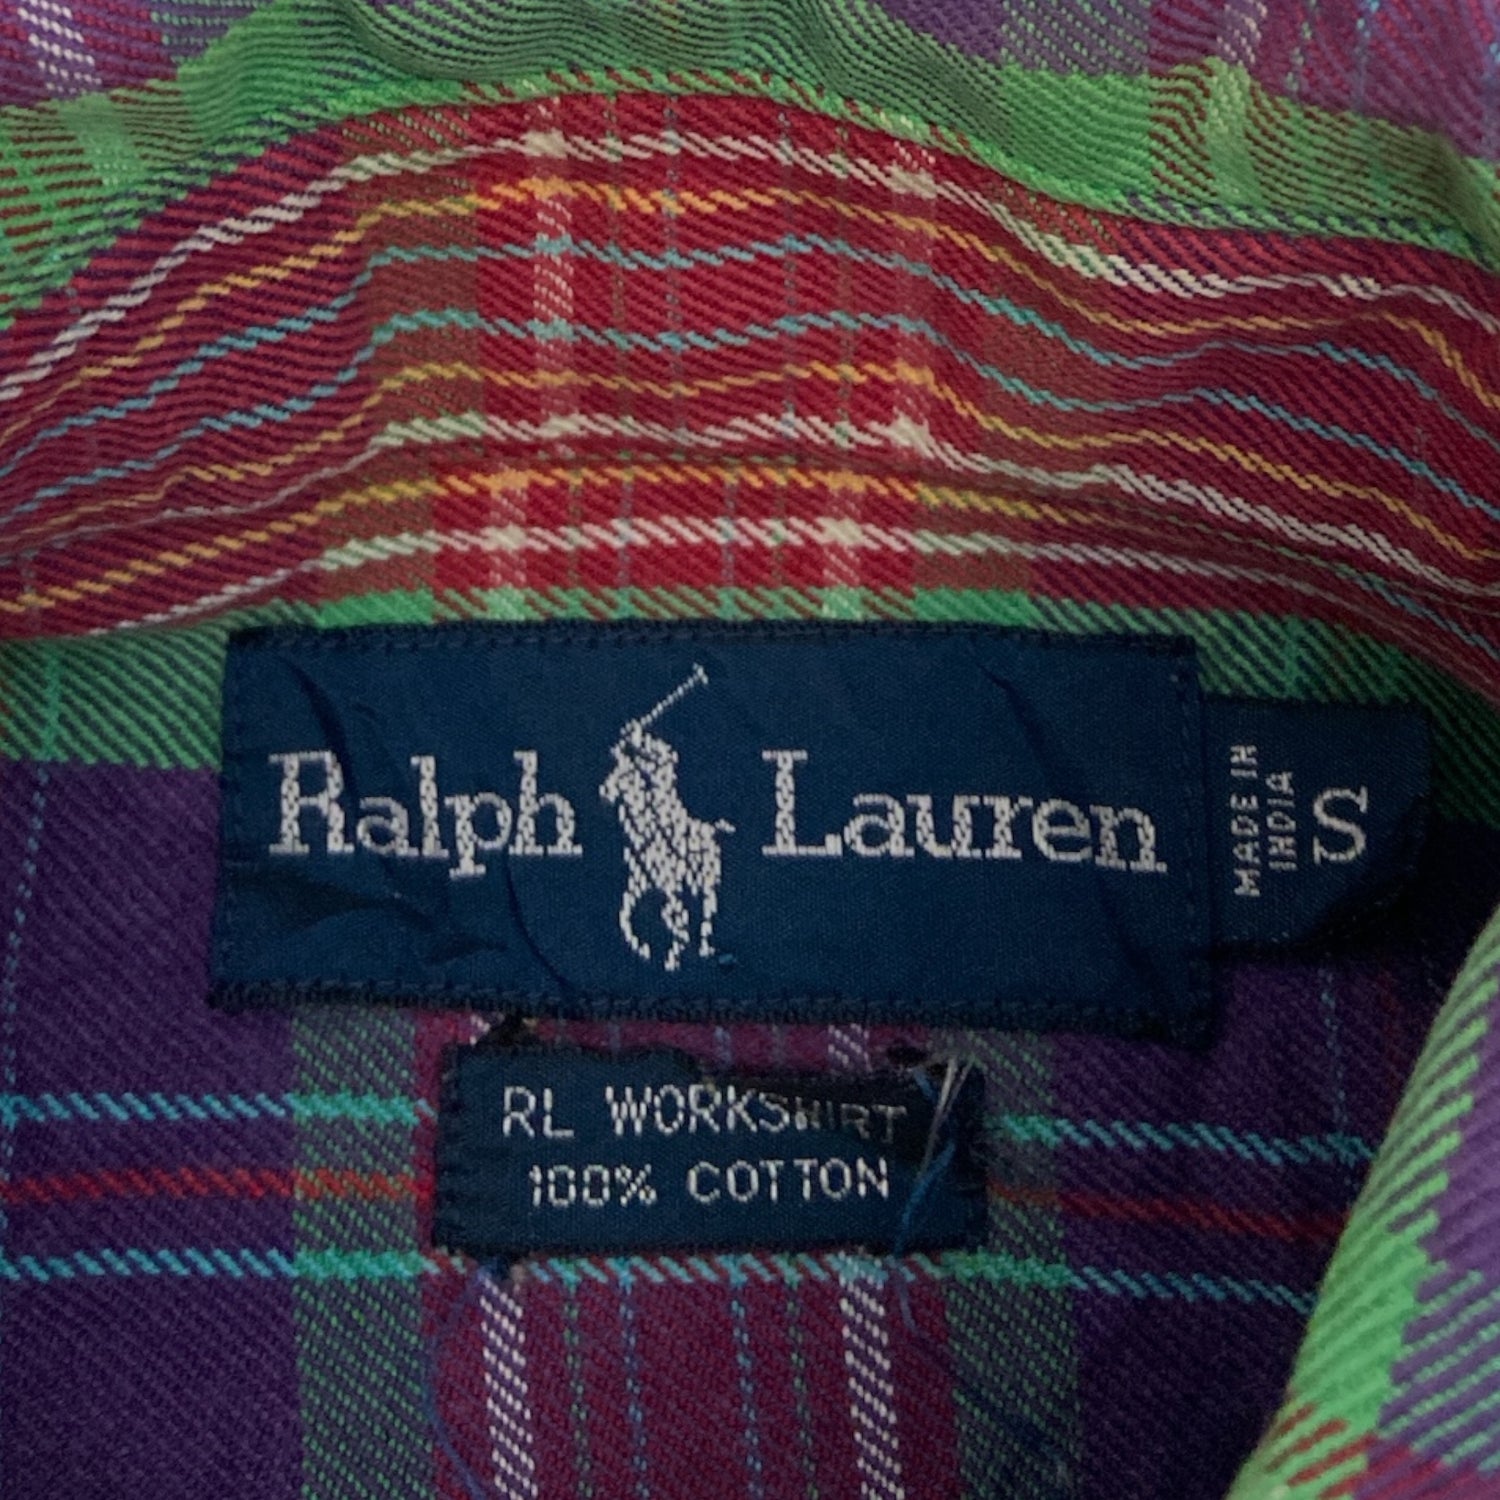 Ralph Lauren
MADE IN
INDIA
S
RL WORKSHIRT
100% COTTON